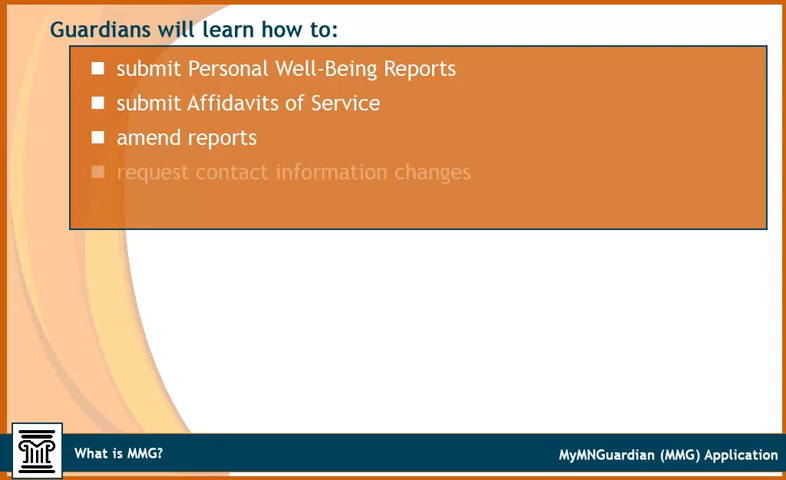 Guardians will learn how to:
submit Personal Well-Being Reports
submit Affidavits of Service
amend reports
request contact information changes
What is MMG?
MyMNGuardian (MMG) Application